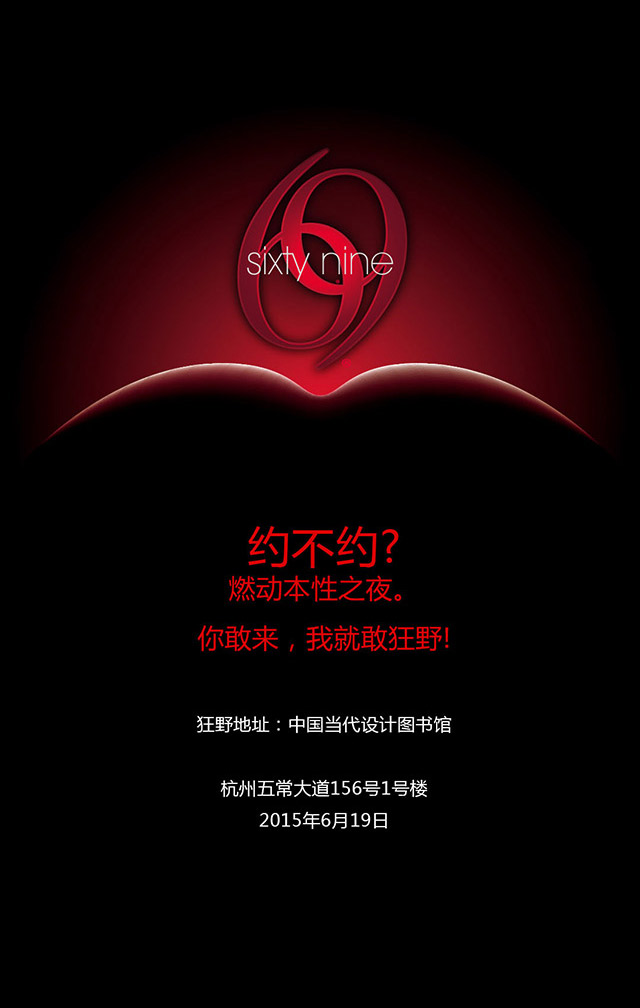 69
sixty nine
约不约?
燃动本性之夜。
你敢来，我就敢狂野!
狂野地址：中国当代设计图书馆
杭州五常大道156号1号楼
2015年6月19日